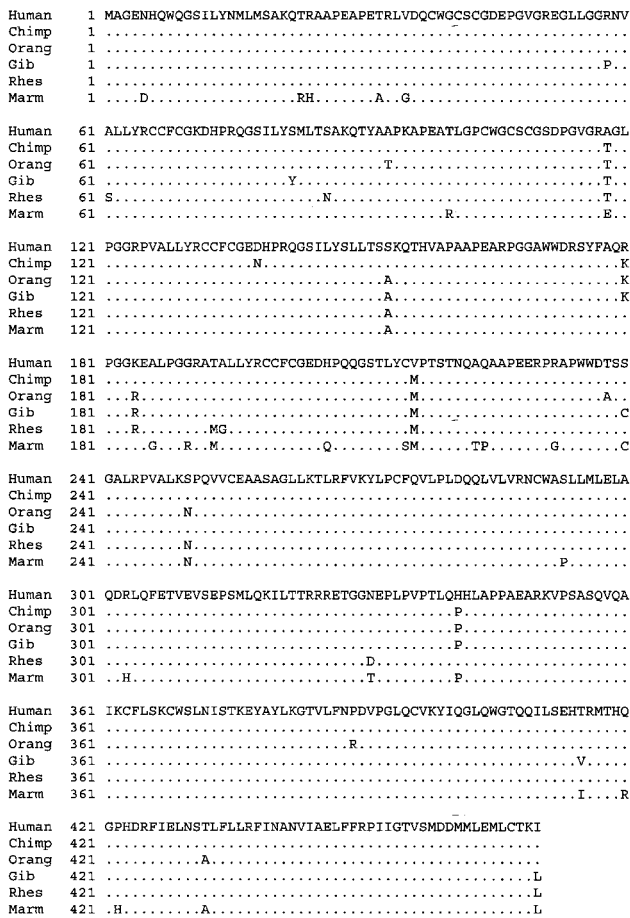 Human 1 MAGENHQWQGSILYNMLMSAKQTRAAPEAPETRLVDQCWGCSCGDEPGVGREGLLGGRNV
Chimp 1 ............................................................
Orang 1 ............................................................
Gib 1 .........................................................P..
Rhes 1 ............................................................
Marm 1 ....D.................RH.......A..G.........................
Human 61 ALLYRCCFCGKDHPRQGSILYSMLTSAKQTYAAPKAPEATLGPCWGCSCGSDPGVGRAGL
Chimp 61 .........................................................T..
Orang 61 ................................T........................T..
Gib 61 .....................Y...................................T..
Rhes 61 S........................N...............................T..
Marm 61 .......................................R.................E..
Human 121 PGGRPVALLYRCCFCGEDHPRQGSILYSLLTSSKQTHVAPAAPEARPGGAWWDRSYFAQR
Chimp 121 .................N.........................................K
Orang 121 ................................A..........................K
Gib 121 ................................A..........................K
Rhes 121 ................................A...........................
Marm 121 ................................A...........................
Human 181 PGGKEALPGGRATALLYRCCFCGEDHPQQGSTLYCVPTSTNQAQAAPEERPRAPWWDTSS
Chimp 181 ...................................M........................
Orang 181 ...R...............................M.....................A..
Gib 181 ...R...............................M.......................C
Rhes 181 ...R........MG.....................M........................
Marm 181 .....G...R..M............Q........SM......TP.......G.......C
Human 241 GALRPVALKSPQVVCEAASAGLLKTLRFVKYLPCFQVLPLDQQLVLVRNCWASLLMLELA
Chimp 241 ............................................................
Orang 241 .........N..................................................
Gib 241 ............................................................
Rhes 241 .........N..................................................
Marm 241 .........N..........................................P.......
Human 301 QDRLQFETVEVSEPSMLQKILTTRRRETGGNEPLPVPTLQHHLAPPAEARKVPSASQVQA
Chimp 301 ........................................P...................
Orang 301 ........................................P...................
Gib 301 ........................................P...................
Rhes 301 ..............................D.............................
Marm 301 ..H...........................T.........P...................
Human 361 IKCFLSKCWSLNISTKEYAYLKGTVLFNPDVPGLQCVKYIQGLQWGTQQILSEHTRMTHQ
Chimp 361 ............................................................
Orang 361 ............................R...............................
Gib 361 ......................................................V.....
Rhes 361 ............................................................
Marm 361 ......................................................I....R
Human 421 GPHDRFIELNSTLFLLRFINANVIAELFFRPIIGTVSMDDMMLEMLCTKI
Chimp 421 ..................................................
Orang 421 ...........A......................................
Gib 421 .................................................L
Rhes 421 .................................................L
Marm 421 .H.........A.....................................L